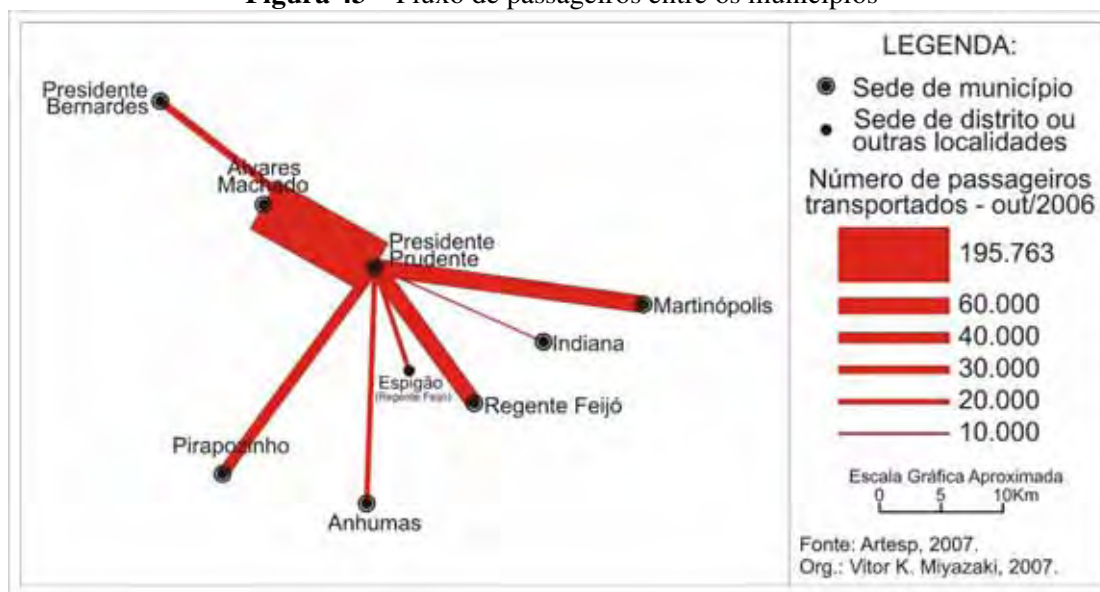 Figura 43 – Fluxo de passageiros entre os municípios
Presidente
Bernardes
Álvares
Machado
Presidente
Prudente
Martinópolis
Indiana
Espigão
(Regente Feijó)
Regente Feijó
Pirapozinho
Anhumas
LEGENDA:
Sede de município
Sede de distrito ou
outras localidades
Número de passageiros
transportados - out/2006
195.763
60.000
40.000
30.000
20.000
10.000
Escala Gráfica Aproximada
0 5 10Km
Fonte: Artesp, 2007.
Org.: Vitor K. Miyazaki, 2007.